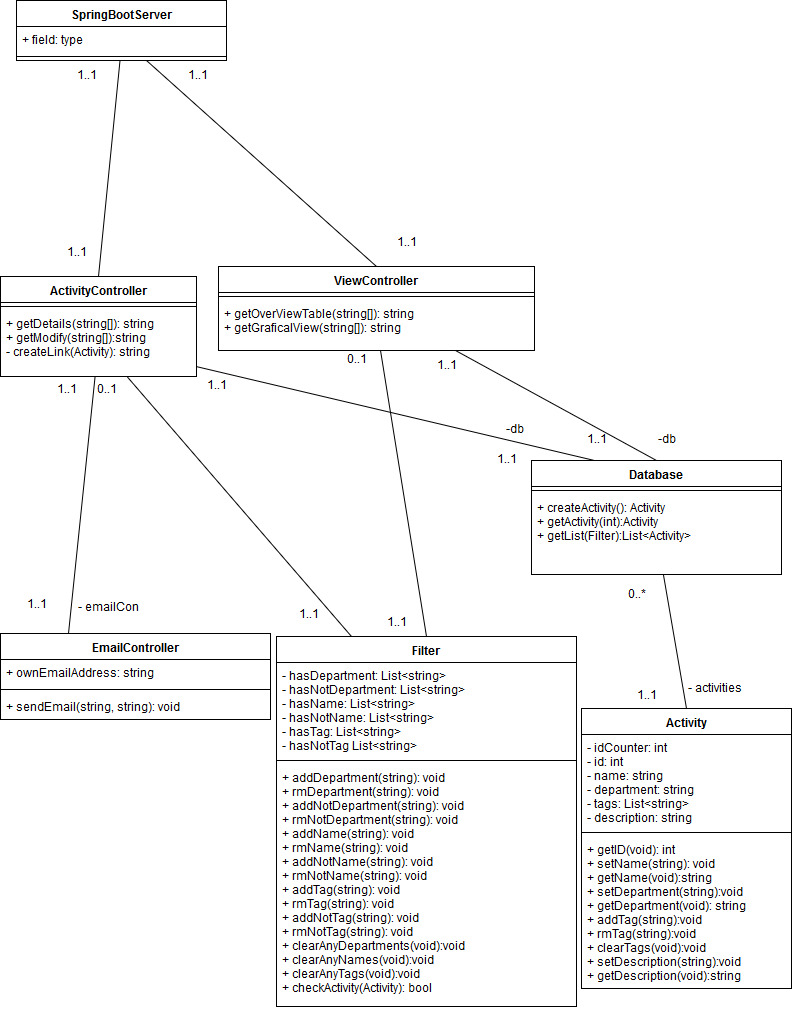 SpringBootServer
+ field: type
1..1
1..1
1..1
1..1
ActivityController
+ getDetails(string[]): string
+ getModify(string[]):string
- createLink(Activity): string
ViewController
+ getOverViewTable(string[]): string
+ getGraficalView(string[]): string
1..1
0..1
1..1
0..1
1..1
-db
1..1
1..1
-db
Database
+ createActivity(): Activity
+ getActivity(int):Activity
+ getList(Filter):List<Activity>
0..*
1..1
- emailCon
1..1
1..1
1..1
- activities
EmailController
+ ownEmailAddress: string
+ sendEmail(string, string): void
Filter
- hasDepartment: List<string>
- hasNotDepartment: List<string>
- hasName: List<string>
- hasNotName: List<string>
- hasTag: List<string>
- hasNotTag List<string>
+ addDepartment(string): void
+ rmDepartment(string): void
+ addNotDepartment(string): void
+ rmNotDepartment(string): void
+ addName(string): void
+ rmName(string): void
+ addNotName(string): void
+ rmNotName(string): void
+ addTag(string): void
+ rmTag(string): void
+ addNotTag(string): void
+ rmNotTag(string): void
+ clearAnyDepartments(void):void
+ clearAnyNames(void):void
+ clearAnyTags(void):void
+ checkActivity(Activity): bool
Activity
- idCounter: int
- id: int
- name: string
- department: string
- tags: List<string>
- description: string
+ getID(void): int
+ setName(string): void
+ getName(void):string
+ setDepartment(string):void
+ getDepartment(void): string
+ addTag(string):void
+ rmTag(string):void
+ clearTags(void):void
+ setDescription(string):void
+ getDescription(void):string